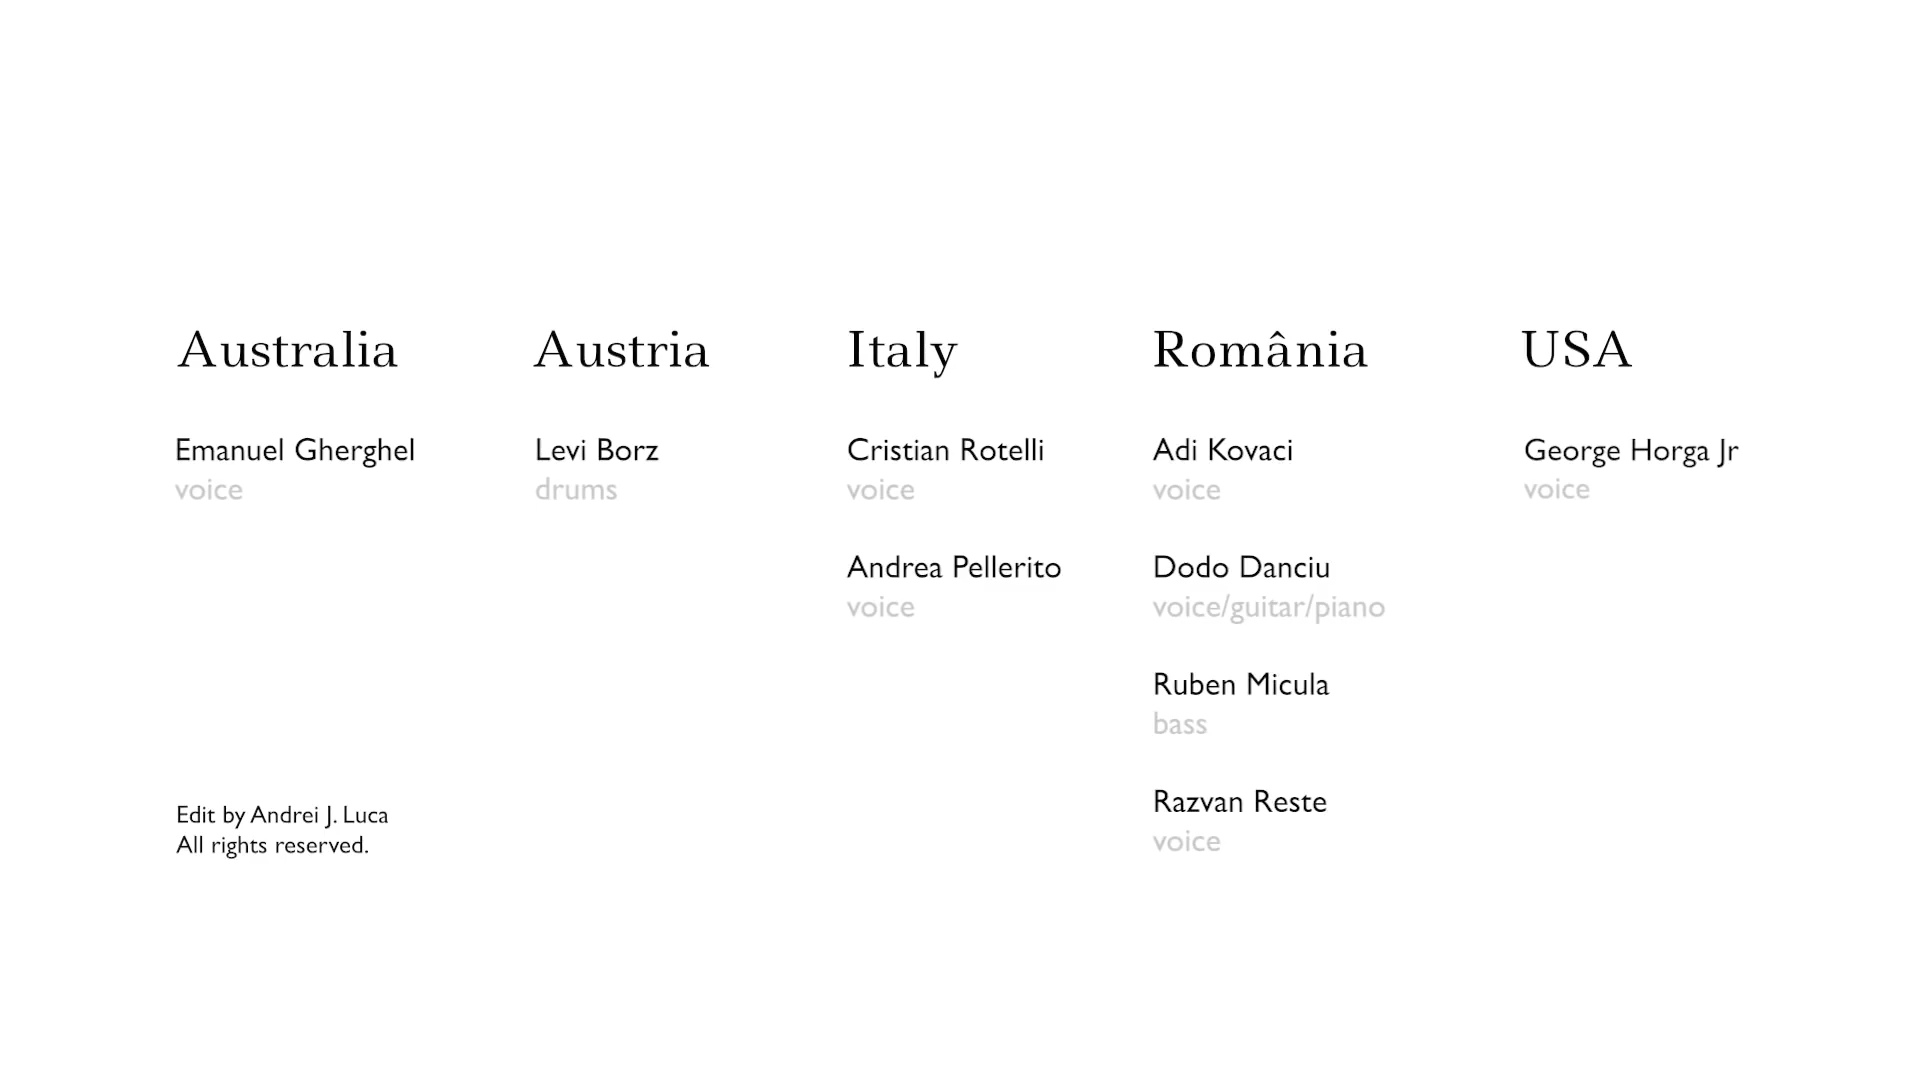 Australia
Emanuel Gherghel
voice
Austria
Levi Borz
drums
Italy
Cristian Rotelli
voice
Andrea Pellerito
voice
România
Adi Kovaci
voice
Dodo Danciu
voice/guitar/piano
Ruben Micula
bass
Razvan Reste
voice
USA
George Horga Jr
voice
Edit by Andrei J. Luca
All rights reserved.